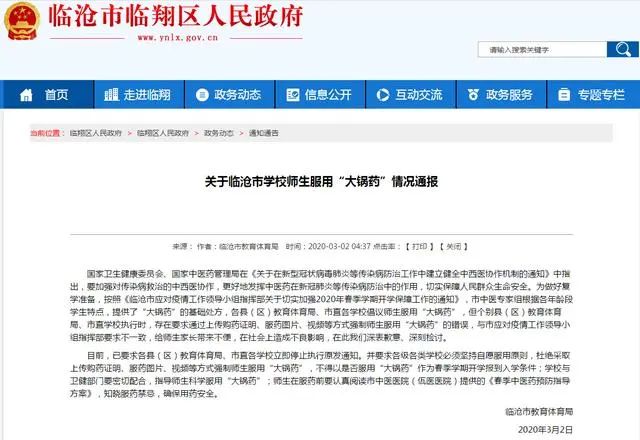 临沧市临翔区人民政府
www.ynlx.gov.cn
请输入搜索关键字
首页 走进临翔 政务动态 信息公开 互动交流 政务服务 专题专栏
当前位置： 临翔区人民政府 > 临翔区人民政府 > 政务动态 > 通知通告
关于临沧市学校师生服用“大锅药”情况通报
来源： 作者：临沧市教育体育局 时间：2020-03-02 04:37 点击率： 【打印】【关闭】
国家卫生健康委员会、国家中医药管理局在《关于在新型冠状病毒肺炎等传染病防治工作中建立健全中西医协作机制的通知》中指
出，要加强对传染病救治的中西医协作，更好地发挥中医药在新冠肺炎等传染病防治中的作用，切实保障人民群众生命安全。为做好复
学准备，按照《临沧市应对疫情工作领导小组指挥部关于切实加强2020年春季学期开学保障工作的通知》，市中医专家组根据各年龄段
学生特点，提供了“大锅药”的基础处方，各县（区）教育体育局、市直各学校倡议师生服用“大锅药”，但个别县（区）教育体育
局、市直学校执行时，存在要求通过上传购药证明、服药图片、视频等方式强制师生服用“大锅药”的错误，与市应对疫情工作领导小
组指挥部要求不一致，给师生家长带来不便，在社会上造成不良影响，在此我们深表歉意、深刻检讨。
目前，已要求各县（区）教育体育局、市直各学校立即停止执行原发通知。并要求各级各类学校必须坚持自愿服用原则，杜绝采取
上传购药证明、服药图片、视频等方式强制师生服用“大锅药”，不得以是否服用“大锅药”作为春季学期开学报到入学条件；学校与
卫健部门要密切配合，指导师生科学服用“大锅药”；师生在服药前要认真阅读市中医医院（佤医医院）提供的《春季中医药预防指导
方案》，知晓服药禁忌，确保用药安全。
临沧市教育体育局
2020年3月2日